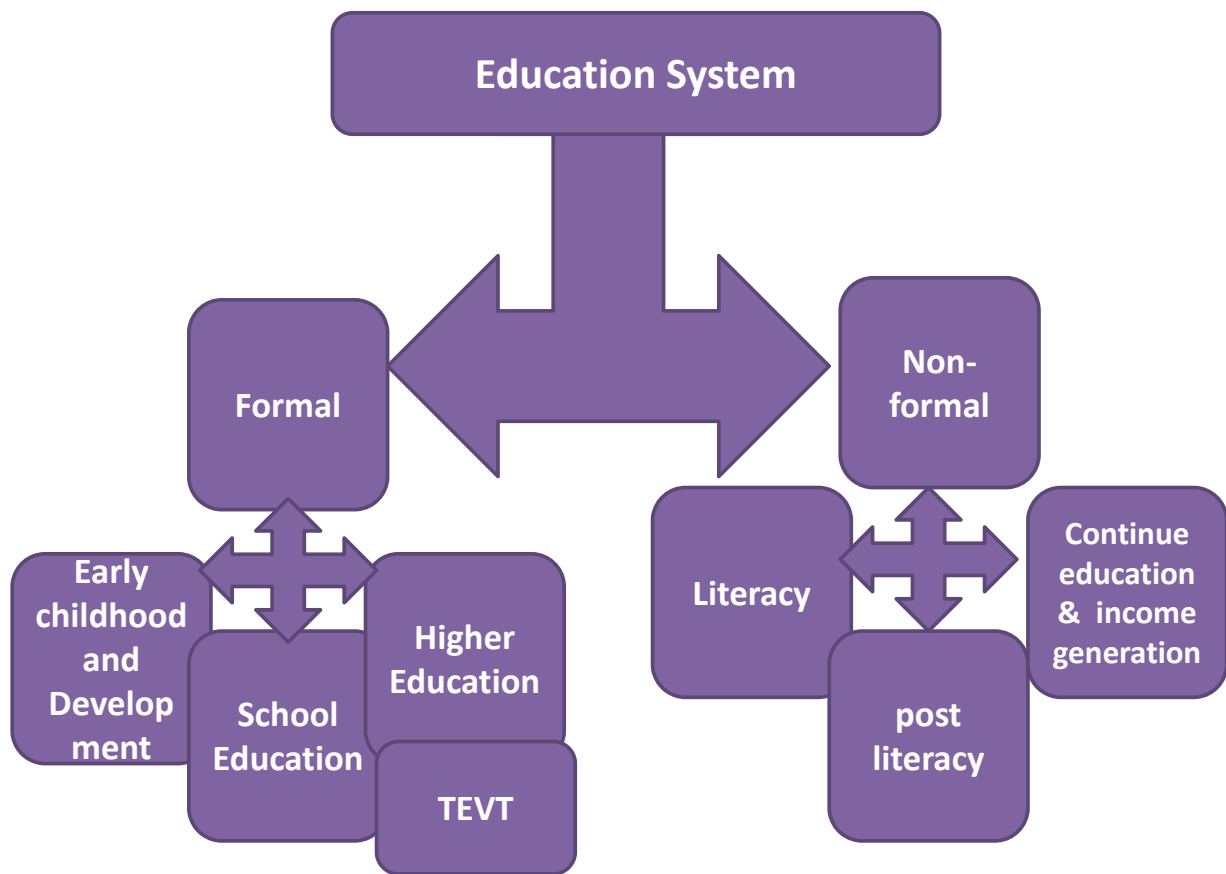 Education System
Formal
Non-
formal
Early
childhood
and
Develop
ment
School
Education
Higher
Education
TEVT
Literacy
post
literacy
Continue
education
& income
generation